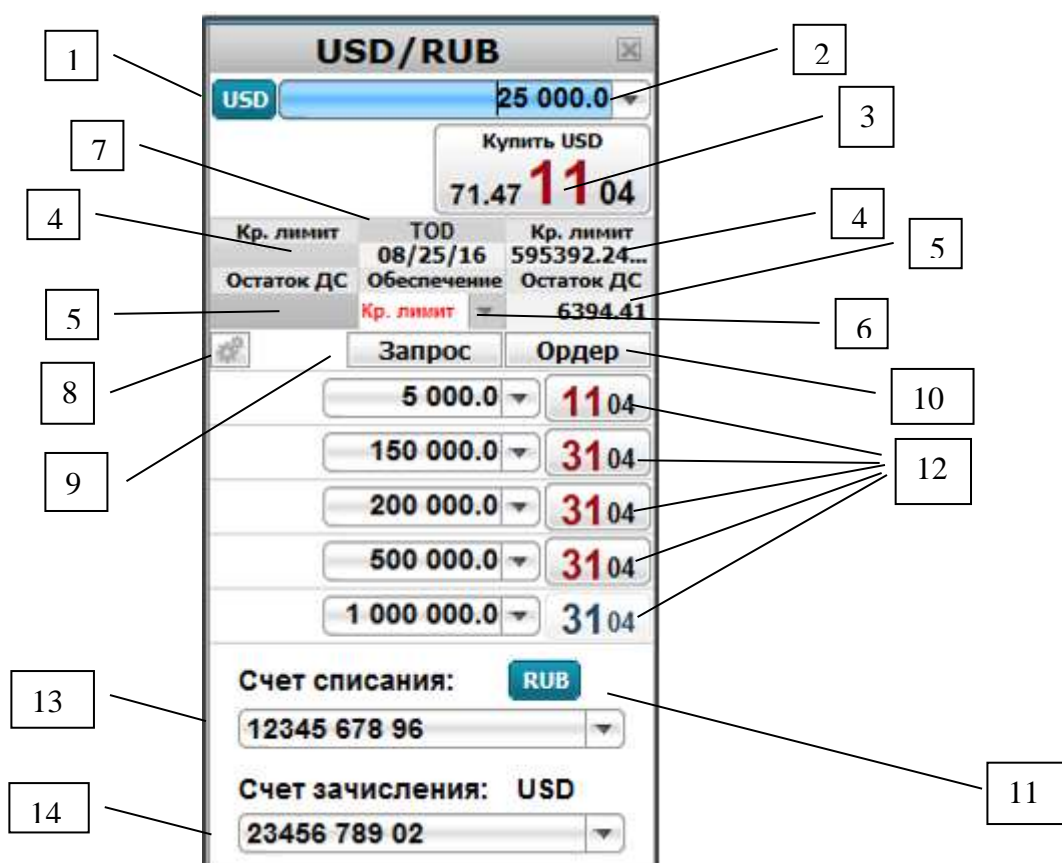 USD/RUB
1
2
USD 25 000.0
3
Купить USD
7
71.47 11 04
4
Кр. лимит TOD Кр. лимит
4
08/25/16 595392.24...
5
Остаток ДС Обеспечение Остаток ДС
5
Кр. лимит 6394.41
6
Запрос Ордер
8
5 000.0 11 04
10
150 000.0 31 04
9
12
200 000.0 31 04
500 000.0 31 04
1 000 000.0 31 04
Счет списания: RUB
13
12345 678 96
11
Счет зачисления: USD
14
23456 789 02